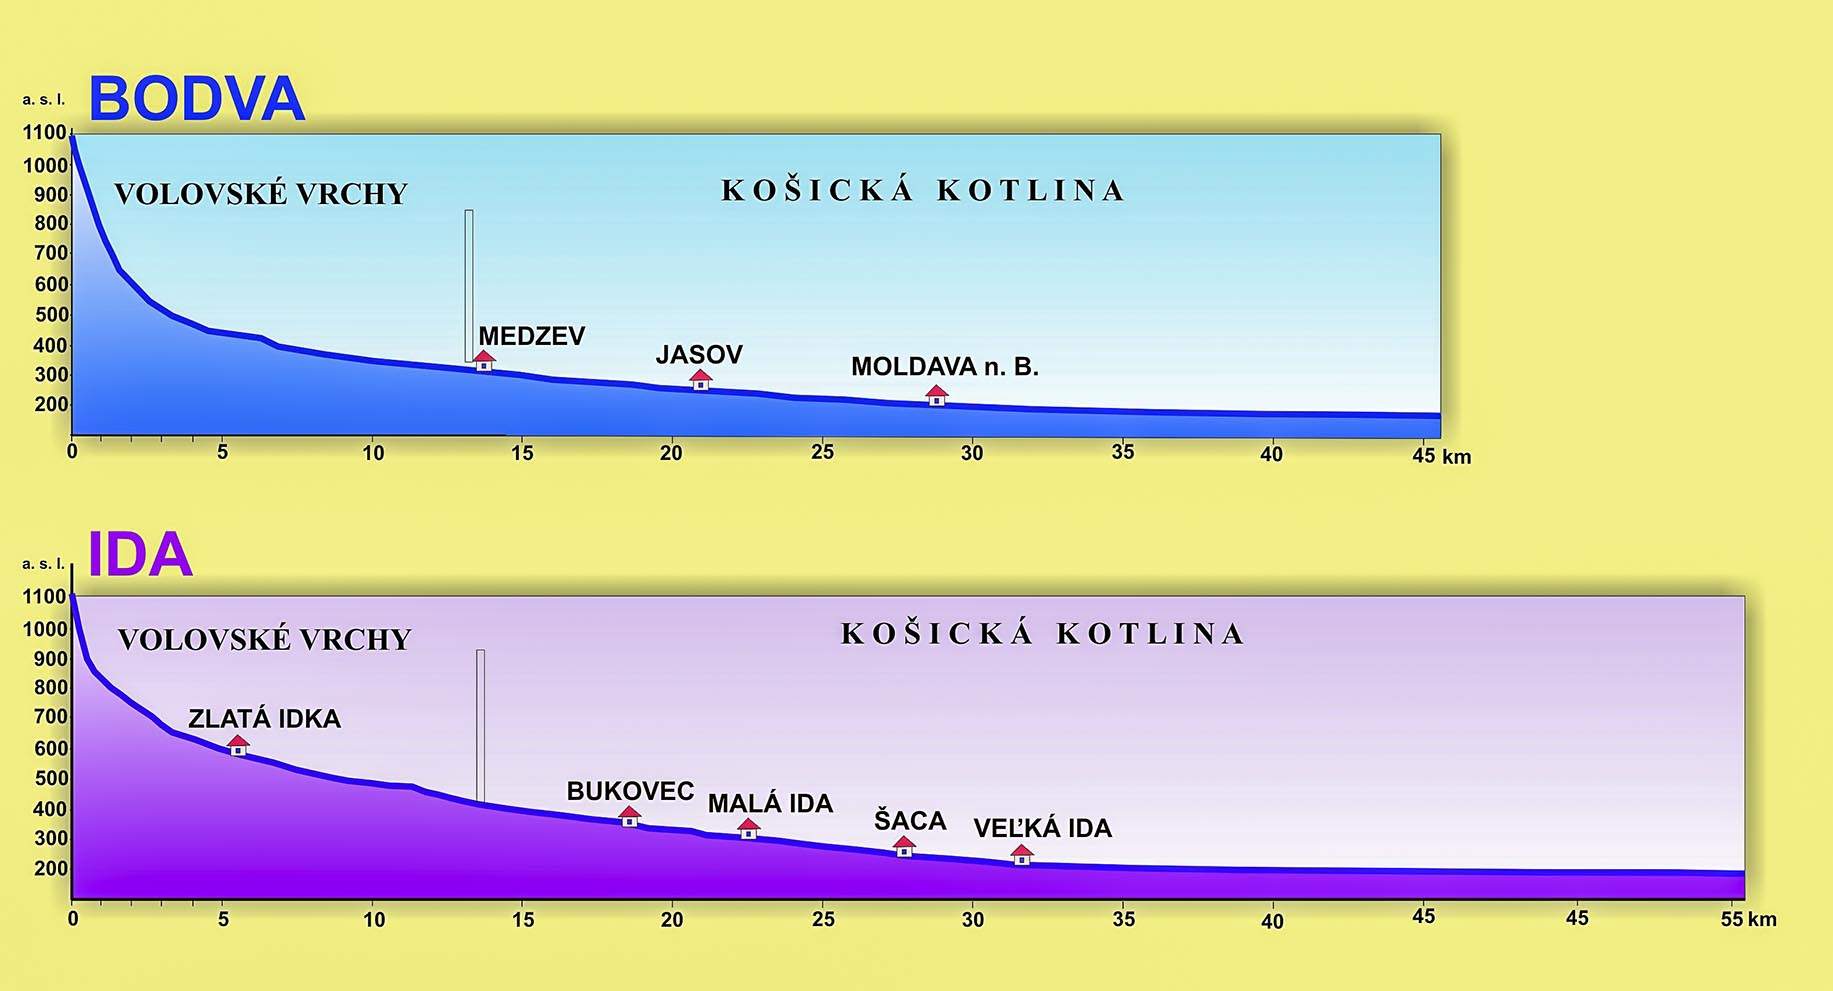 BODVA
a. s. l.
1100
1000
900
800
700
600
500
400
300
200
VOLOVSKÉ VRCHY
KOŠICKÁ KOTLINA
MEDZEV
JASOV
MOLDAVA n. B.
0 5 10 15 20 25 30 35 40 45 km
IDA
a. s. l.
1100
1000
900
800
700
600
500
400
300
200
VOLOVSKÉ VRCHY
KOŠICKÁ KOTLINA
ZLATÁ IDKA
BUKOVEC
MALÁ IDA
ŠACA
VEĽKÁ IDA
0 5 10 15 20 25 30 35 40 45 45 55 km